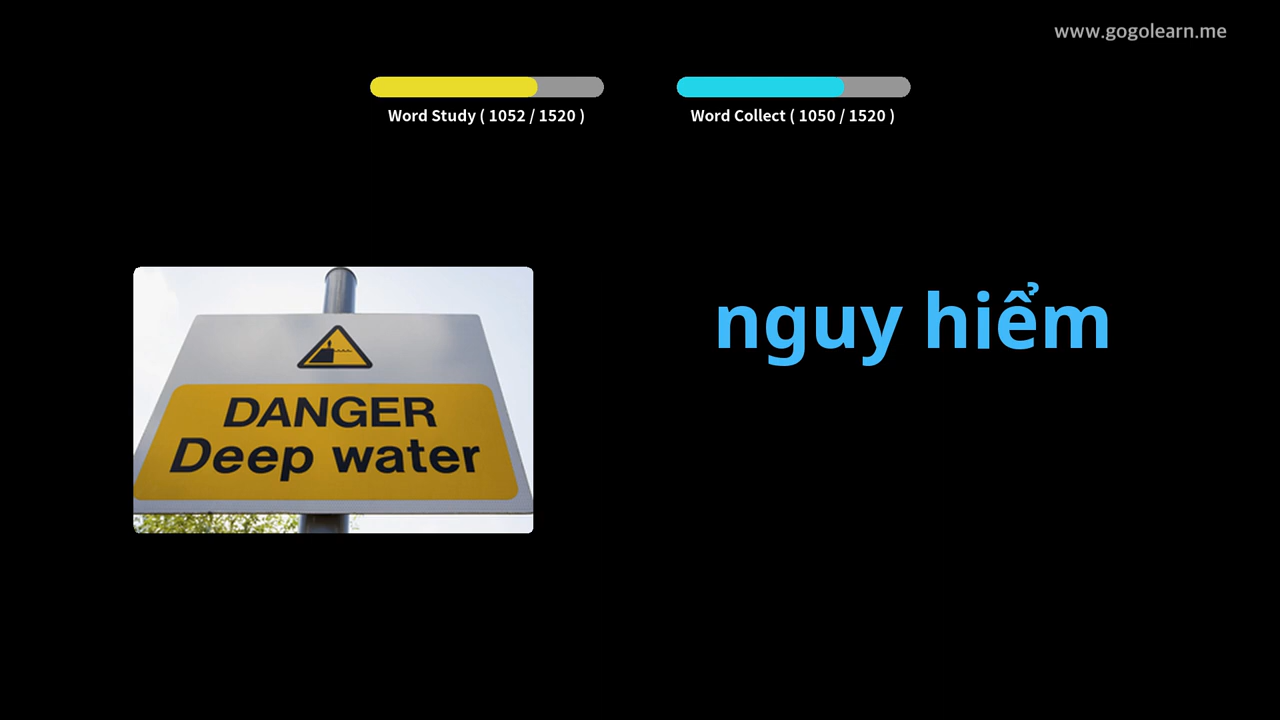 www.gogolearn.me
Word Study ( 1052 / 1520 )
Word Collect ( 1050 / 1520 )
nguy hiểm
DANGER
Deep water